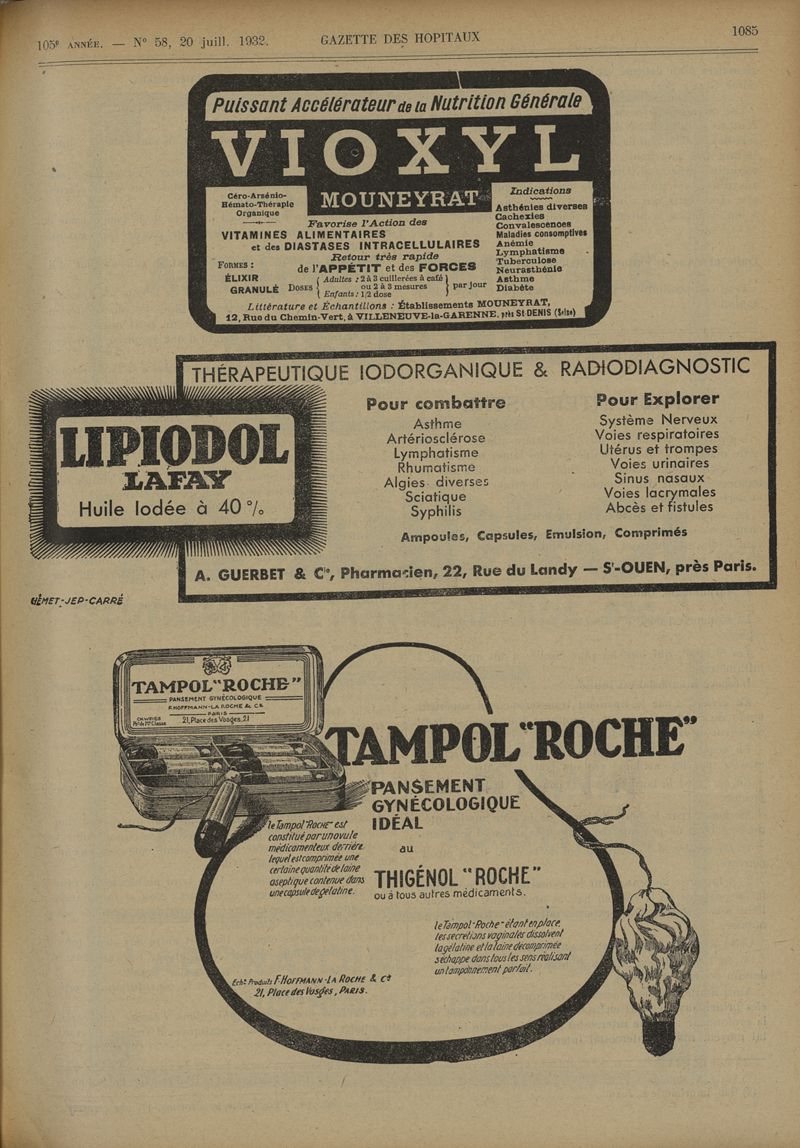 105e ANNÉE. — N° 58, 20 juill. 1932.
GAZETTE DES HOPITAUX
1085
Puissant Accélérateur de la Nutrition Générale
VIOXYL
MOUNEYRAT
Céro-Arsénio-
Hémato-Thérapie
Organique
Favorise l'Action des
VITAMINES ALIMENTAIRES
et des DIASTASES INTRACELLULAIRES
Retour très rapide
de l'APPÉTIT et des FORCES
FORMES :
ÉLIXIR
GRANULÉ
DOSES
Adultes : 2 à 3 cuillerées à café
ou 2 à 3 mesures
Enfants : 1/2 dose
par jour
Indications
Asthénies diverses
Cachexies
Convalescences
Maladies consomptives
Anémie
Lymphatisme
Tuberculose
Neurasthénie
Asthme
Diabète
Littérature et Échantillons : Établissements MOUNEYRAT,
12, Rue du Chemin-Vert, à VILLENEUVE-la-GARENNE, près St DENIS (Seine)
THÉRAPEUTIQUE IODORGANIQUE & RADIODIAGNOSTIC
LIPIODOL
LAFAY
Huile Iodée à 40 %
Pour combattre
Asthme
Artériosclérose
Lymphatisme
Rhumatisme
Algies diverses
Sciatique
Syphilis
Pour Explorer
Système Nerveux
Voies respiratoires
Utérus et trompes
Voies urinaires
Sinus nasaux
Voies lacrymales
Abcès et fistules
Ampoules, Capsules, Emulsion, Comprimés
A. GUERBET & Cie, Pharmacien, 22, Rue du Landy — St-OUEN, près Paris.
HÉMET-JEP-CARRÉ
TAMPOL "ROCHE"
PANSEMENT GYNÉCOLOGIQUE
F. HOFFMANN-LA ROCHE & Cie
PARIS
21, Place des Vosges, 21
TAMPOL "ROCHE"
PANSEMENT
GYNÉCOLOGIQUE
IDÉAL
au
THIGÉNOL "ROCHE"
ou à tous autres médicaments.
le Tampol "Roche" est
constitué par un ovule
médicamenteux derrière
lequel est comprimée une
certaine quantité de laine
aseptique contenue dans
une capsule de gélatine.
le Tampol "Roche" étant en place,
les secrétions vaginales dissolvent
la gélatine et la laine décomprimée
s'échappe dans tous les sens réalisant
un tamponnement parfait.
Echt. Produits F. HOFFMANN-LA ROCHE & Cie
21, Place des Vosges, PARIS.